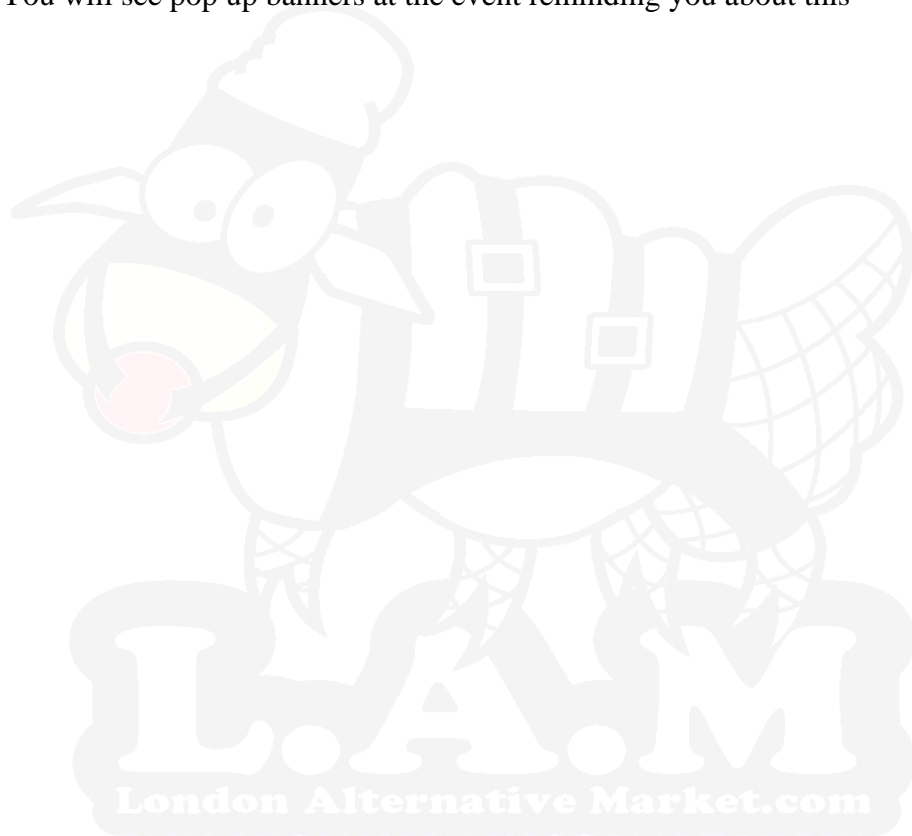 You will see pop up banners at the event reminding you about this
L.A.M
London Alternative Market.com